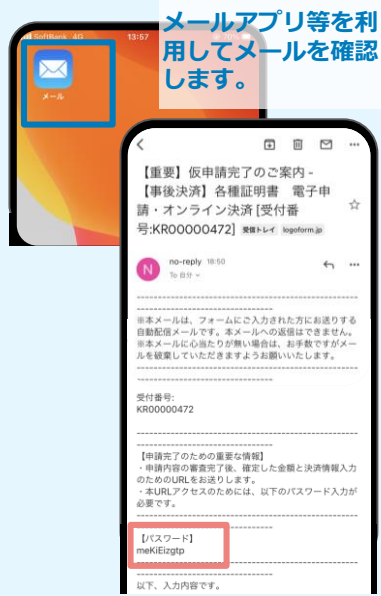 メールアプリ等を利
用してメールを確認
します。
SoftBank 4G 13:57 70%
メール
【重要】仮申請完了のご案内 -
【事後決済】各種証明書 電子申
請・オンライン決済 [受付番
号:KR00000472] 受信トレイ logoform.jp
N no-reply 18:50
To 自分
--------------------------------------------------------
----------------------------------
※本メールは、フォームにご入力された方にお送りする
自動配信メールです。本メールへの返信はできません。
※本メールに心当たりが無い場合は、お手数ですがメー
ルを破棄していただきますようお願いいたします。
--------------------------------------------------------
----------------------------------
受付番号:
KR00000472
--------------------------------------------------------
----------------------------------
【申請完了のための重要な情報】
・申請内容の審査完了後、確定した金額と決済情報入力
のためのURLをお送りします。
・本URLアクセスのためには、以下のパスワード入力が
必要です。
--------------------------------------------------------
----------------------------------
【パスワード】
meKiEizgtp
--------------------------------------------------------
----------------------------------
以下、入力内容です。